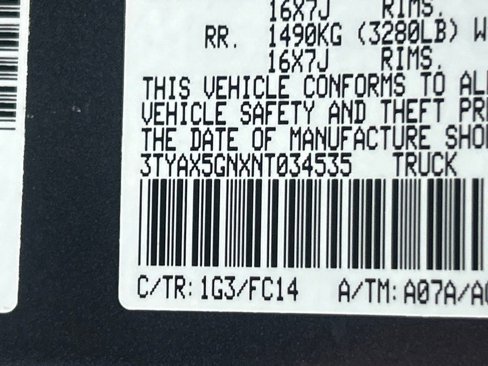 16X7J RIMS,
RR. 1490KG (3280LB) W
16X7J RIMS,
THIS VEHICLE CONFORMS TO AL
VEHICLE SAFETY AND THEFT PR
THE DATE OF MANUFACTURE SHO
3TYAX5GNXNT034535 TRUCK
C/TR: 1G3/FC14 A/TM: A07A/A